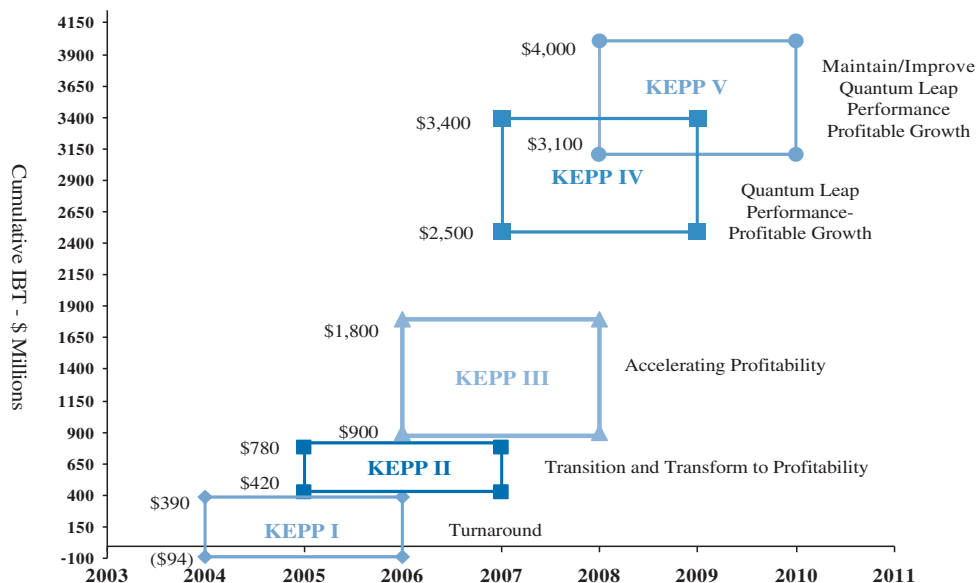 4150
3900
3650
3400
3150
2900
2650
2400
2150
1900
1650
1400
1150
900
650
400
150
-100
Cumulative IBT - $ Millions
$4,000
KEPP V
Maintain/Improve
Quantum Leap
Performance
Profitable Growth
$3,400
$3,100
KEPP IV
Quantum Leap
Performance-
Profitable Growth
$2,500
$1,800
KEPP III
Accelerating Profitability
$900
$780
KEPP II
Transition and Transform to Profitability
$420
$390
KEPP I
Turnaround
($94)
2003 2004 2005 2006 2007 2008 2009 2010 2011